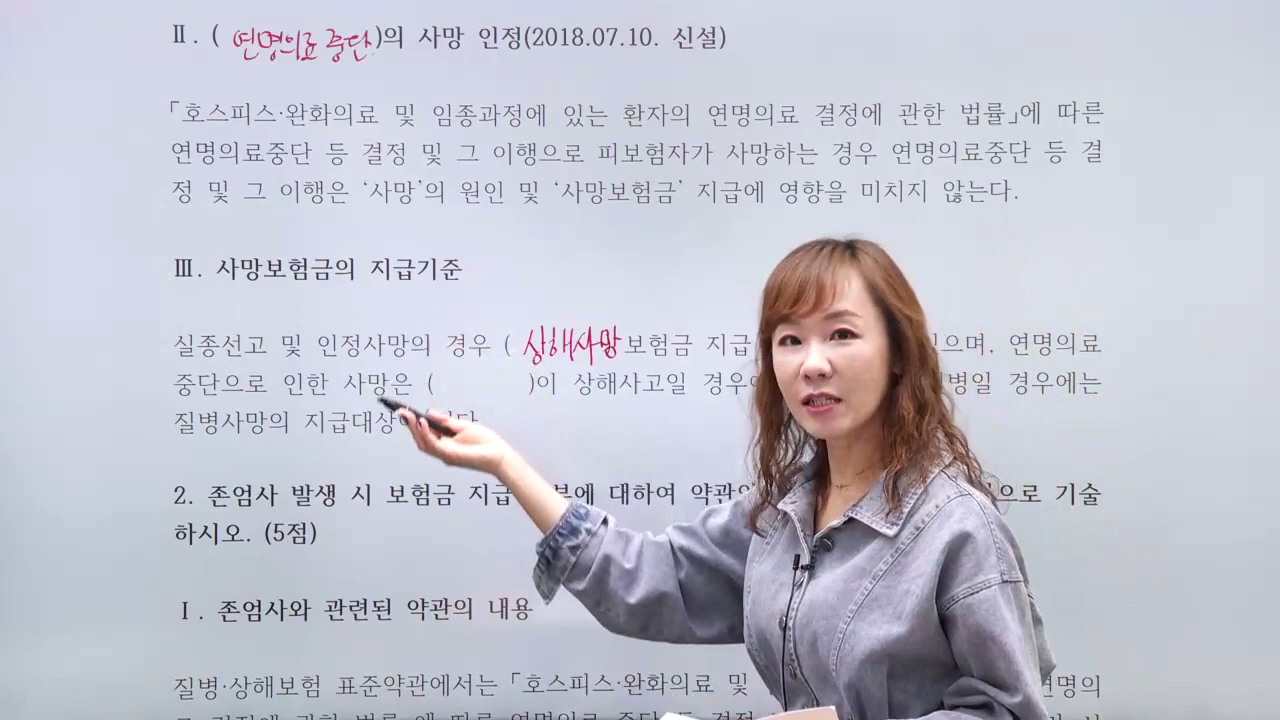 Ⅱ. ( 연명의료 중단)의 사망 인정(2018.07.10. 신설)
「호스피스·완화의료 및 임종과정에 있는 환자의 연명의료 결정에 관한 법률」에 따른
연명의료중단 등 결정 및 그 이행으로 피보험자가 사망하는 경우 연명의료중단 등 결
정 및 그 이행은 ‘사망’의 원인 및 ‘사망보험금’ 지급에 영향을 미치지 않는다.
Ⅲ. 사망보험금의 지급기준
실종선고 및 인정사망의 경우 ( 상해사망 보험금 지급 으며. 연명의료
중단으로 인한 사망은 ( )이 상해사고일 경우에 병일 경우에는
질병사망의 지급대상이
2. 존엄사 발생 시 보험금 지급 부에 대하여 약관의 으로 기술
하시오. (5점)
Ⅰ. 존엄사와 관련된 약관의 내용
질병·상해보험 표준약관에서는 「호스피스·완화의료 및 연명의